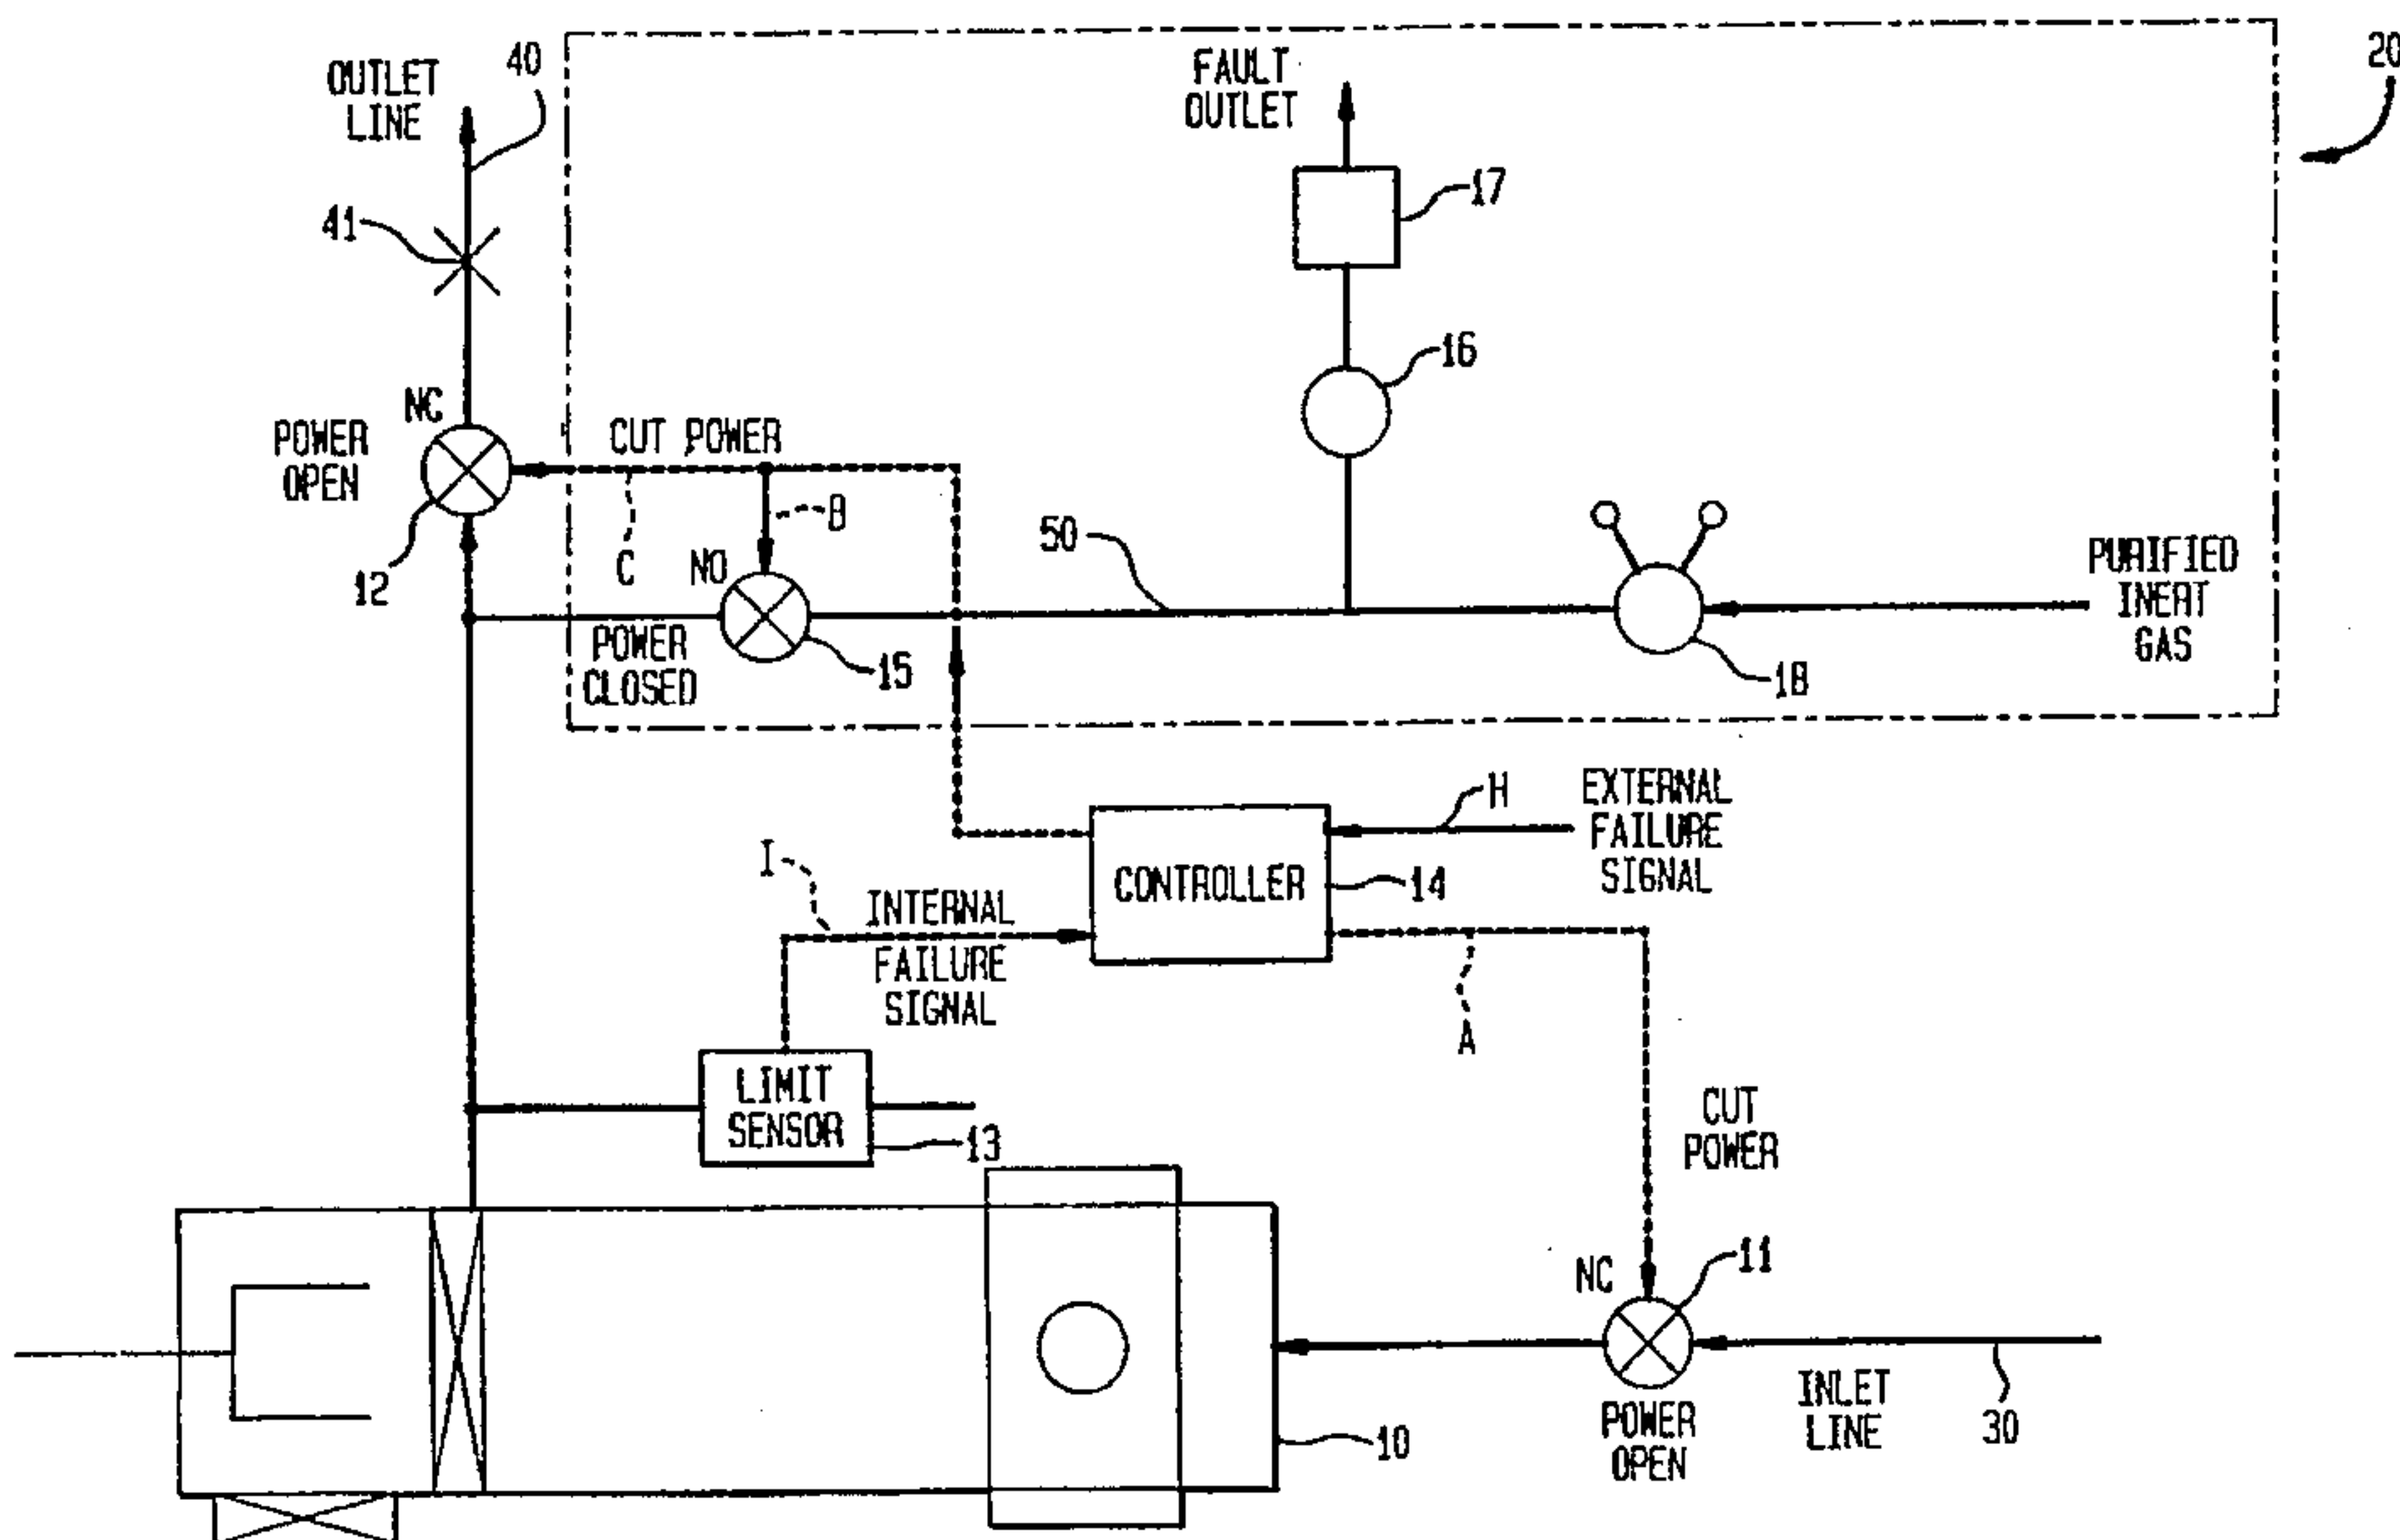 OUTLET
LINE
40
41
NC
POWER
OPEN
12
CUT POWER
C
B
NO
POWER
CLOSED
15
FAULT
OUTLET
17
16
50
18
PURIFIED
INERT
GAS
20
I
INTERNAL
FAILURE
SIGNAL
CONTROLLER
14
H
EXTERNAL
FAILURE
SIGNAL
A
LIMIT
SENSOR
13
CUT
POWER
NC
11
POWER
OPEN
INLET
LINE
30
10